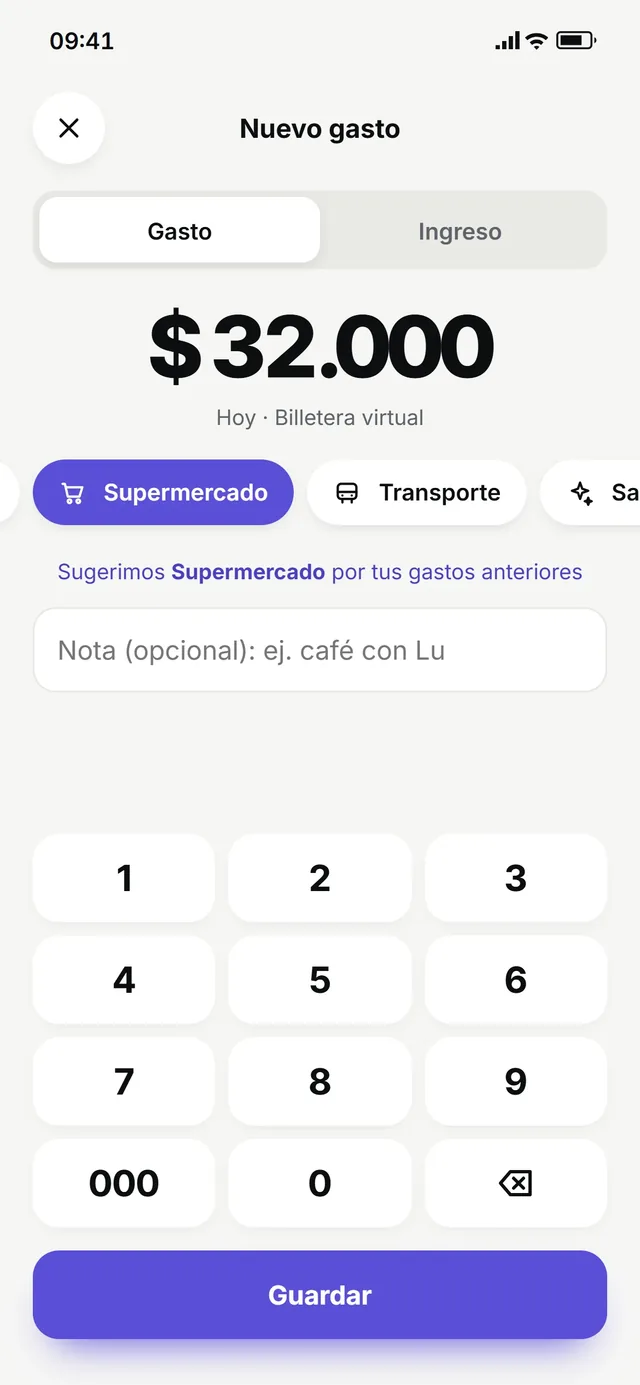 09:41
Nuevo gasto
Gasto Ingreso
$ 32.000
Hoy · Billetera virtual
Supermercado Transporte Sa
Sugerimos Supermercado por tus gastos anteriores
Nota (opcional): ej. café con Lu
1 2 3
4 5 6
7 8 9
000 0
Guardar